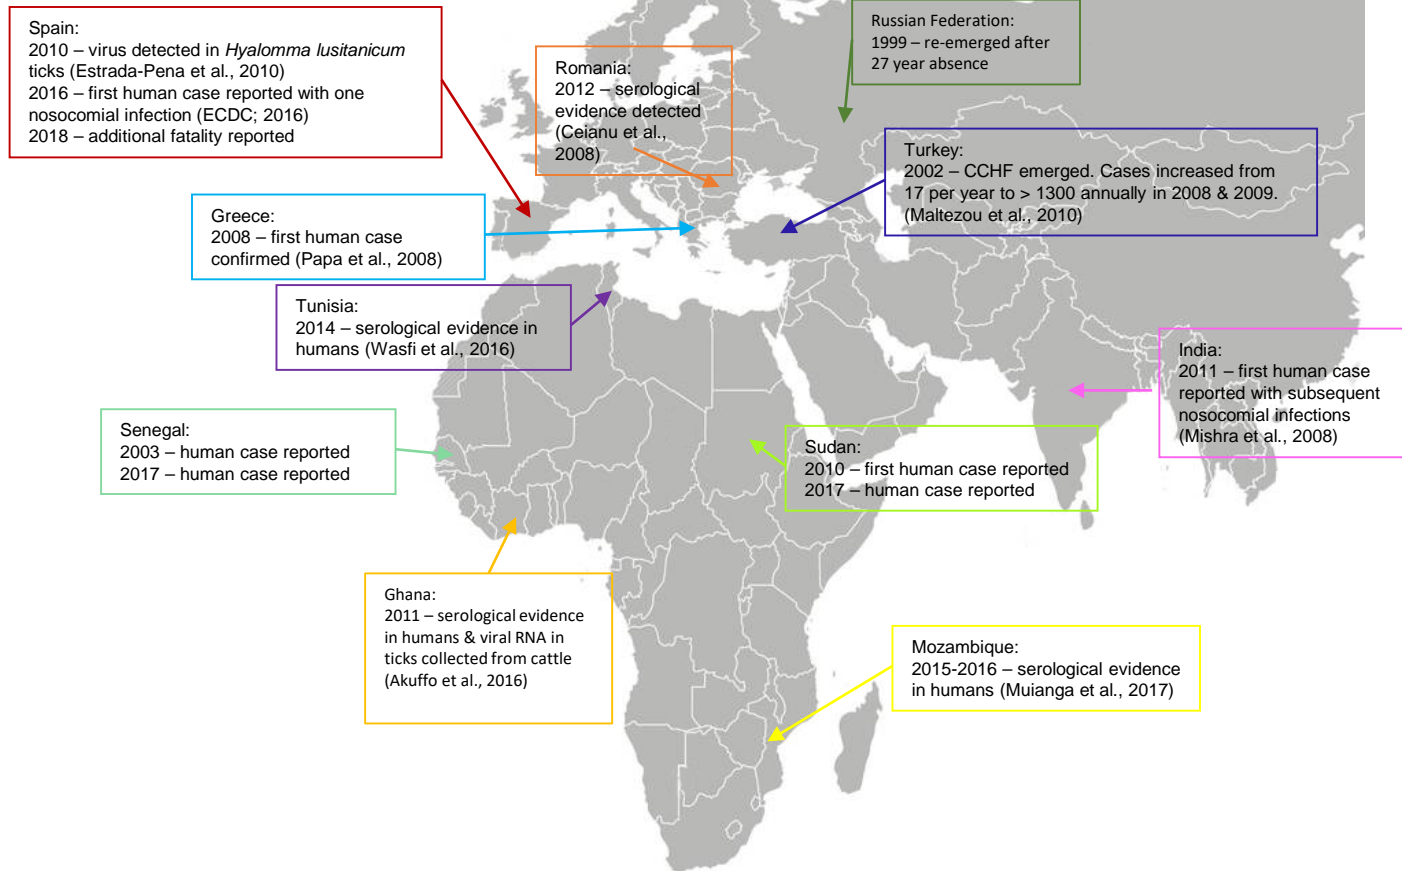 Spain:
2010 – virus detected in Hyalomma lusitanicum
ticks (Estrada-Pena et al., 2010)
2016 – first human case reported with one
nosocomial infection (ECDC; 2016)
2018 – additional fatality reported
Romania:
2012 – serological
evidence detected
(Ceianu et al.,
2008)
Russian Federation:
1999 – re-emerged after
27 year absence
Turkey:
2002 – CCHF emerged. Cases increased from
17 per year to > 1300 annually in 2008 & 2009.
(Maltezou et al., 2010)
Greece:
2008 – first human case
confirmed (Papa et al., 2008)
Tunisia:
2014 – serological evidence in
humans (Wasfi et al., 2016)
India:
2011 – first human case
reported with subsequent
nosocomial infections
(Mishra et al., 2008)
Senegal:
2003 – human case reported
2017 – human case reported
Sudan:
2010 – first human case reported
2017 – human case reported
Ghana:
2011 – serological evidence
in humans & viral RNA in
ticks collected from cattle
(Akuffo et al., 2016)
Mozambique:
2015-2016 – serological evidence
in humans (Muianga et al., 2017)